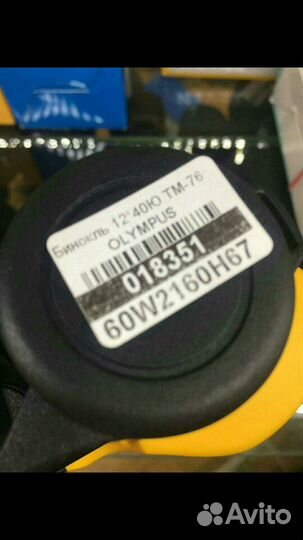 Бинокль 12*40Ю ТМ-76
OLYMPUS
018351
60W2160H67
Avito